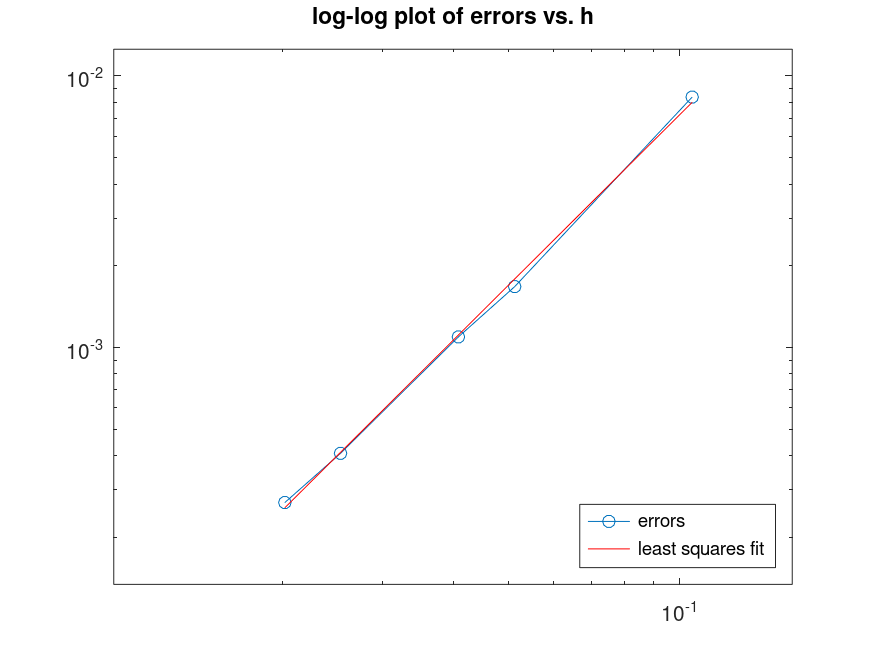 log-log plot of errors vs. h
10⁻²
10⁻³
errors
least squares fit
10⁻¹